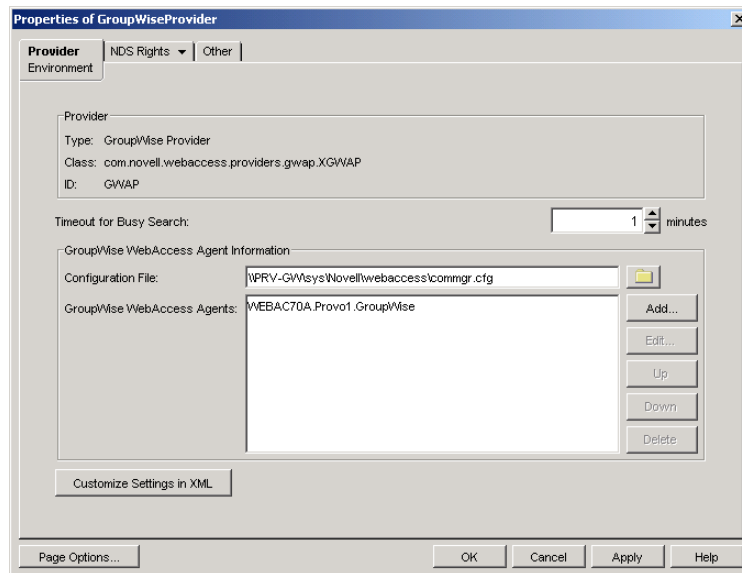 Properties of GroupWiseProvider
Provider
NDS Rights
Other
Environment
Provider
Type: GroupWise Provider
Class: com.novell.webaccess.providers.gwap.XGWAP
ID: GWAP
Timeout for Busy Search: 1 minutes
GroupWise WebAccess Agent Information
Configuration File: \\PRV-GW\sys\Novell\webaccess\commgr.cfg
GroupWise WebAccess Agents: WEBAC70A.Provo1.GroupWise
Add...
Edit...
Up
Down
Delete
Customize Settings in XML
Page Options... OK Cancel Apply Help